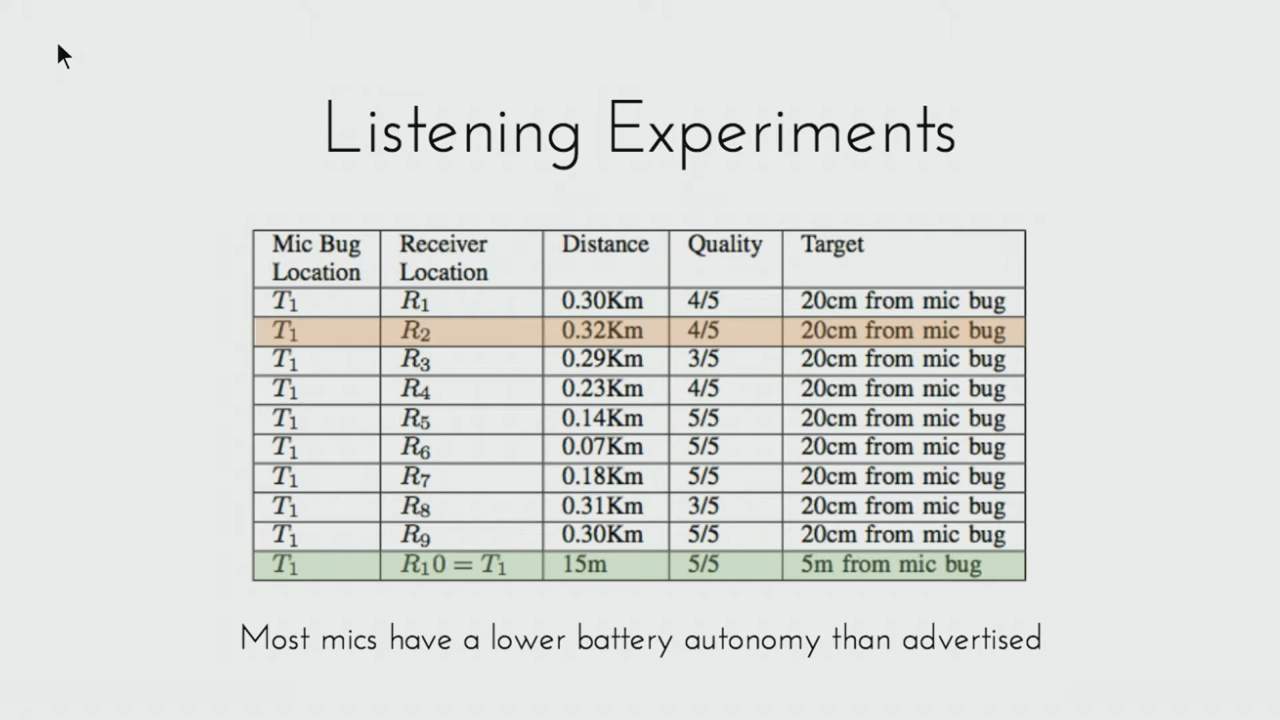 Listening Experiments
Mic Bug Location | Receiver Location | Distance | Quality | Target
T₁ | R₁ | 0.30Km | 4/5 | 20cm from mic bug
T₁ | R₂ | 0.32Km | 4/5 | 20cm from mic bug
T₁ | R₃ | 0.29Km | 3/5 | 20cm from mic bug
T₁ | R₄ | 0.23Km | 4/5 | 20cm from mic bug
T₁ | R₅ | 0.14Km | 5/5 | 20cm from mic bug
T₁ | R₆ | 0.07Km | 5/5 | 20cm from mic bug
T₁ | R₇ | 0.18Km | 5/5 | 20cm from mic bug
T₁ | R₈ | 0.31Km | 3/5 | 20cm from mic bug
T₁ | R₉ | 0.30Km | 5/5 | 20cm from mic bug
T₁ | R₁0 = T₁ | 15m | 5/5 | 5m from mic bug
Most mics have a lower battery autonomy than advertised